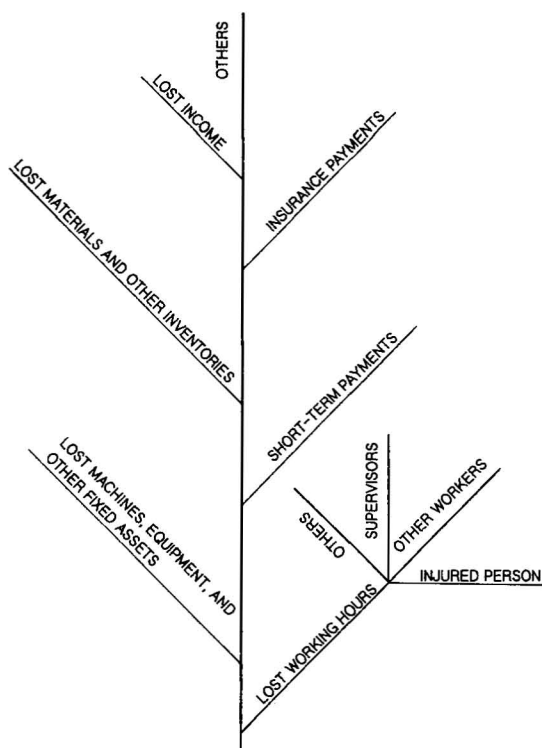 OTHERS
LOST INCOME
INSURANCE PAYMENTS
LOST MATERIALS AND OTHER INVENTORIES
SHORT-TERM PAYMENTS
LOST MACHINES, EQUIPMENT, AND
OTHER FIXED ASSETS
OTHERS
SUPERVISORS
OTHER WORKERS
INJURED PERSON
LOST WORKING HOURS